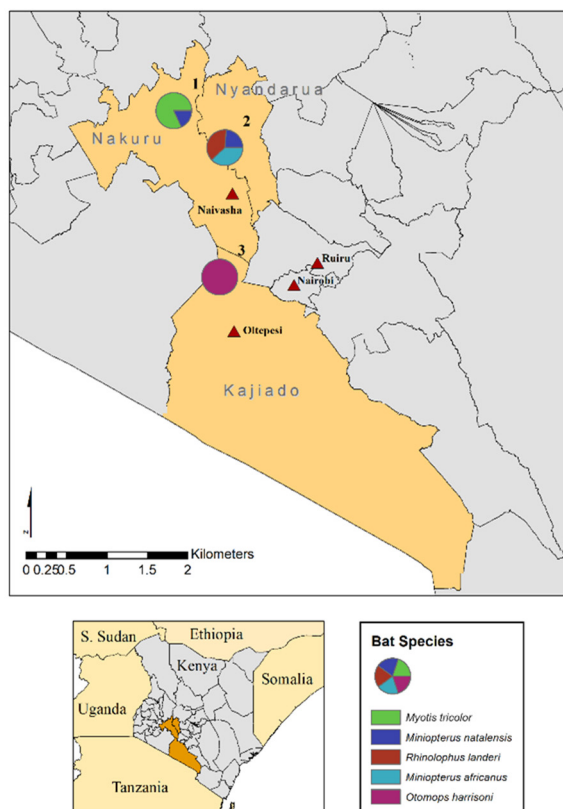 1
Nyandarua
2
Nakuru
Naivasha
3
Ruiru
Nairobi
Oltepesi
Kajiado
N
Kilometers
0 0.25 0.5 1 1.5 2
S. Sudan
Ethiopia
Kenya
Somalia
Uganda
Tanzania
Bat Species
Myotis tricolor
Miniopterus natalensis
Rhinolophus landeri
Miniopterus africanus
Otomops harrisoni